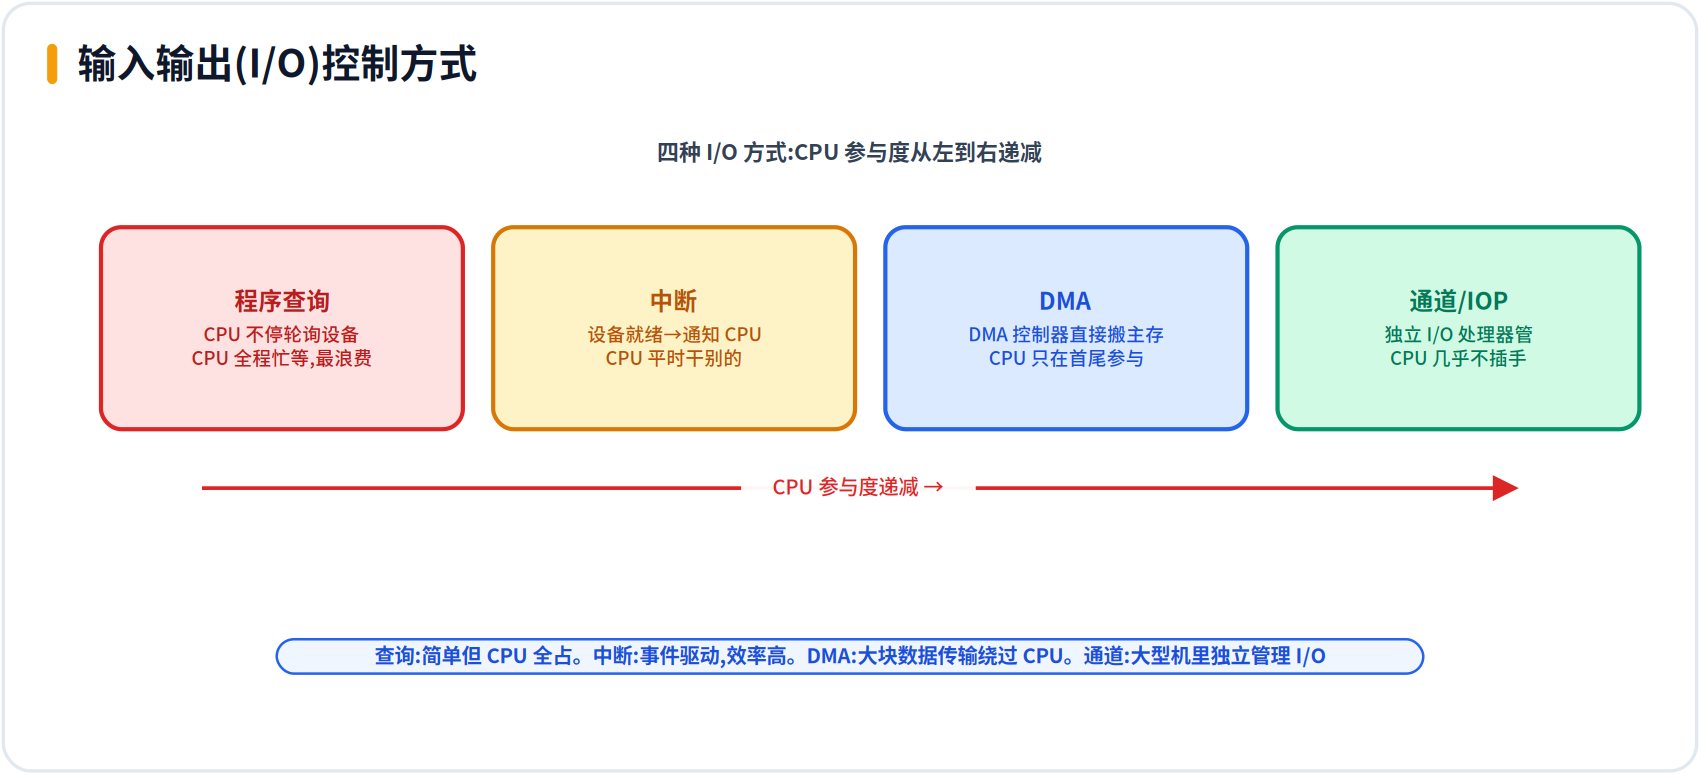 输入输出(I/O)控制方式
四种 I/O 方式:CPU 参与度从左到右递减
程序查询
CPU 不停轮询设备
CPU 全程忙等,最浪费
中断
设备就绪→通知 CPU
CPU 平时干别的
DMA
DMA 控制器直接搬主存
CPU 只在首尾参与
通道/IOP
独立 I/O 处理器管
CPU 几乎不插手
CPU 参与度递减 →
查询:简单但 CPU 全占。中断:事件驱动,效率高。DMA:大块数据传输绕过 CPU。通道:大型机里独立管理 I/O